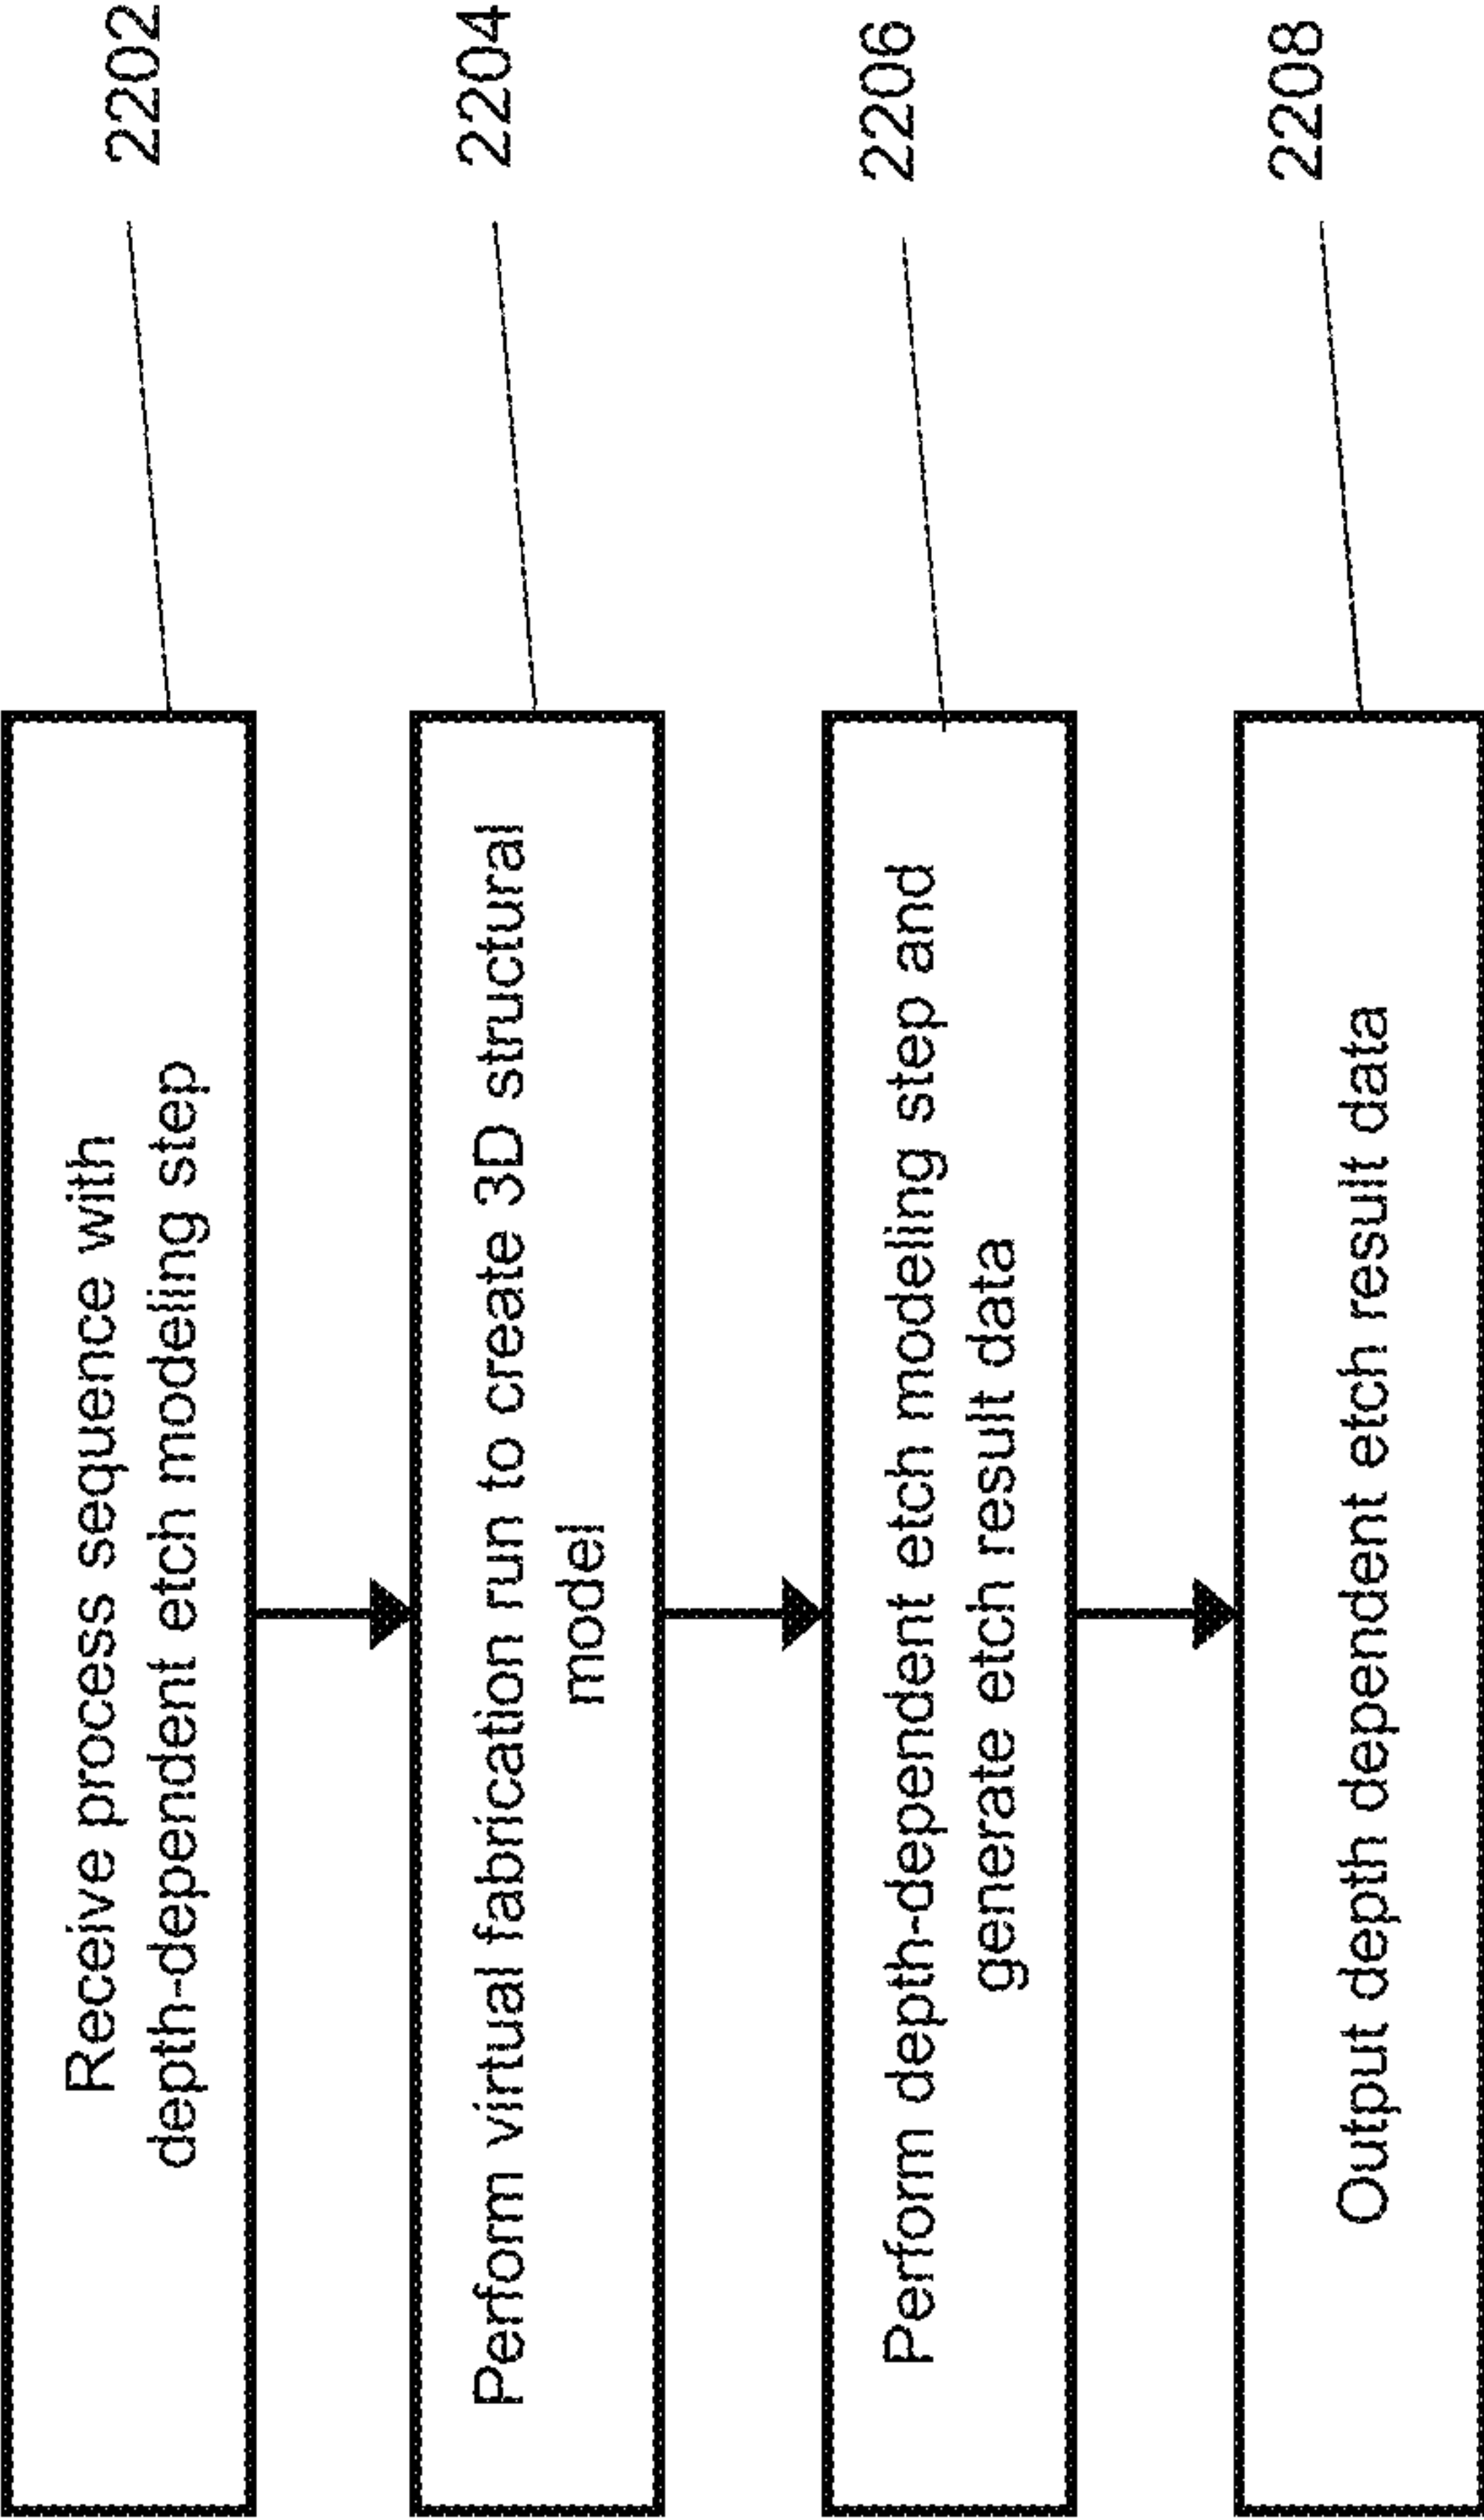 Receive process sequence with
depth-dependent etch modeling step
2202
Perform virtual fabrication run to create 3D structural
model
2204
Perform depth-dependent etch modeling step and
generate etch result data
2206
Output depth dependent etch result data
2208